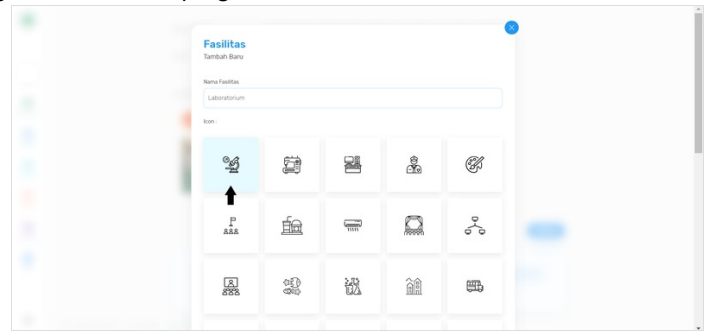 Fasilitas
Tambah Baru
Nama Fasilitas
Laboratorium
Icon :